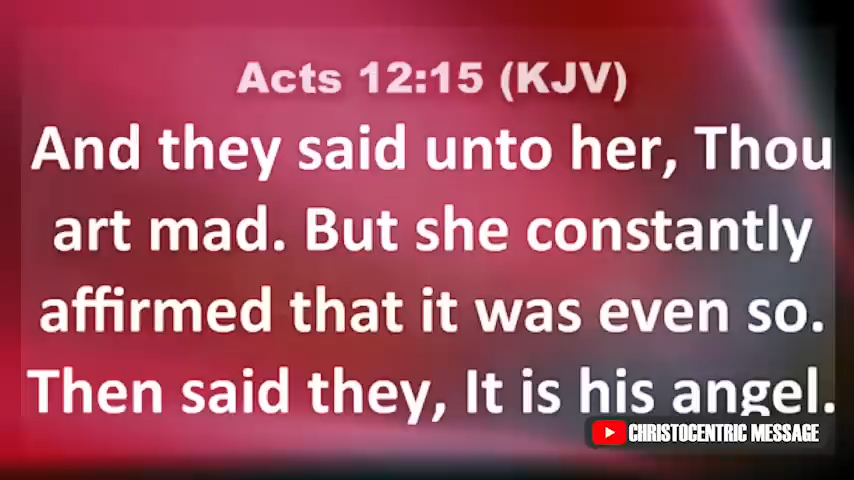 Acts 12:15 (KJV)
And they said unto her, Thou
art mad. But she constantly
affirmed that it was even so.
Then said they, It is his angel.
CHRISTOCENTRIC MESSAGE